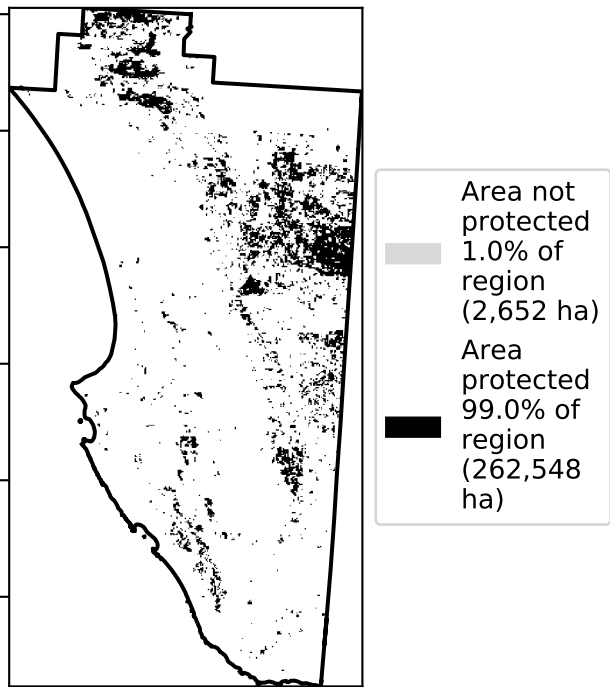 Area not
protected
1.0% of
region
(2,652 ha)
Area
protected
99.0% of
region
(262,548
ha)